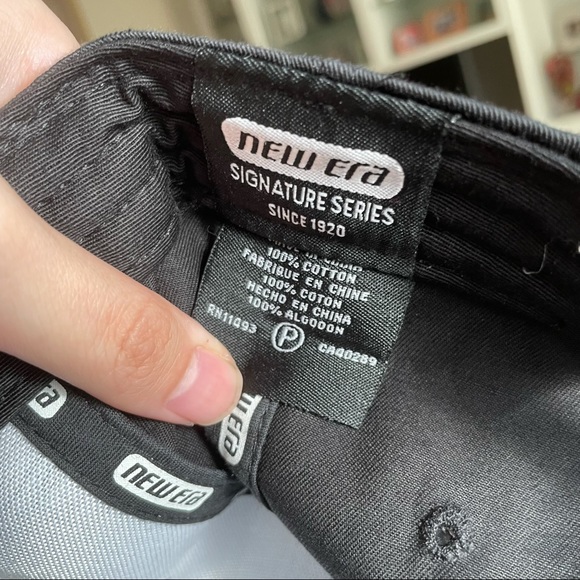 new era
SIGNATURE SERIES
SINCE 1920
100% COTTON
FABRIQUE EN CHINE
100% COTON
HECHO EN CHINA
100% ALGODON
RN11493 P CA40289
era
new era
new era